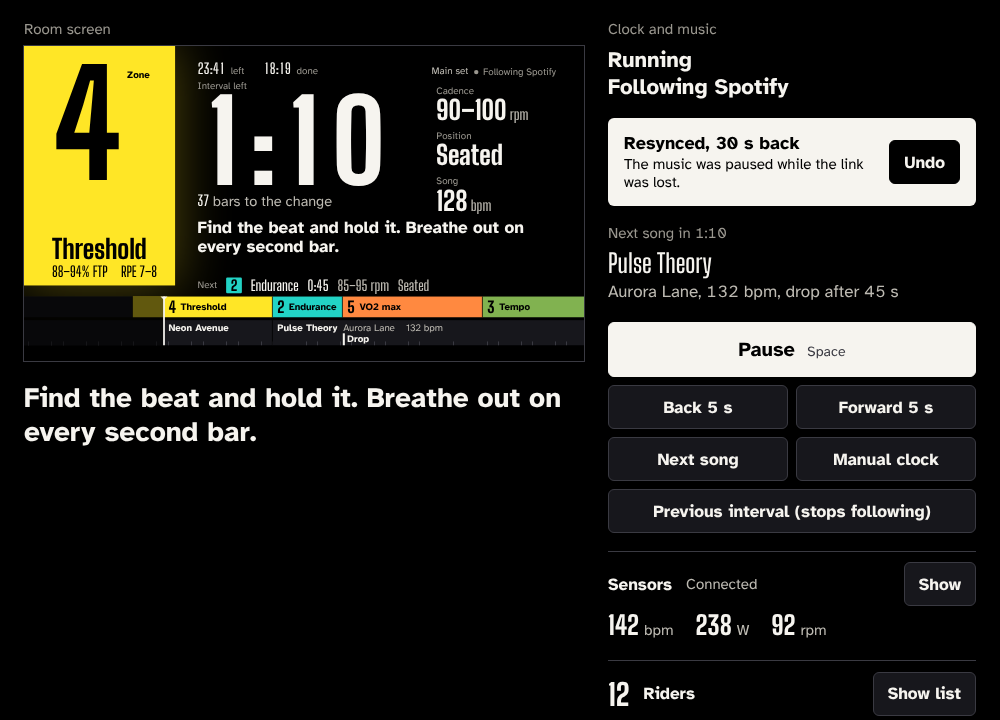 Room screen
4 Zone
Threshold
88–94% FTP RPE 7–8
23:41 left 18:19 done
Interval left
1:10
37 bars to the change
Main set • Following Spotify
Cadence
90–100 rpm
Position
Seated
Song
128 bpm
Find the beat and hold it. Breathe out on
every second bar.
Next 2 Endurance 0:45 85–95 rpm Seated
4 Threshold 2 Endurance 5 VO2 max 3 Tempo
Neon Avenue Pulse Theory Aurora Lane 132 bpm
Drop
Find the beat and hold it. Breathe out on
every second bar.
Clock and music
Running
Following Spotify
Resynced, 30 s back
The music was paused while the link
was lost.
Undo
Next song in 1:10
Pulse Theory
Aurora Lane, 132 bpm, drop after 45 s
Pause Space
Back 5 s Forward 5 s
Next song Manual clock
Previous interval (stops following)
Sensors Connected Show
142 bpm 238 W 92 rpm
12 Riders Show list